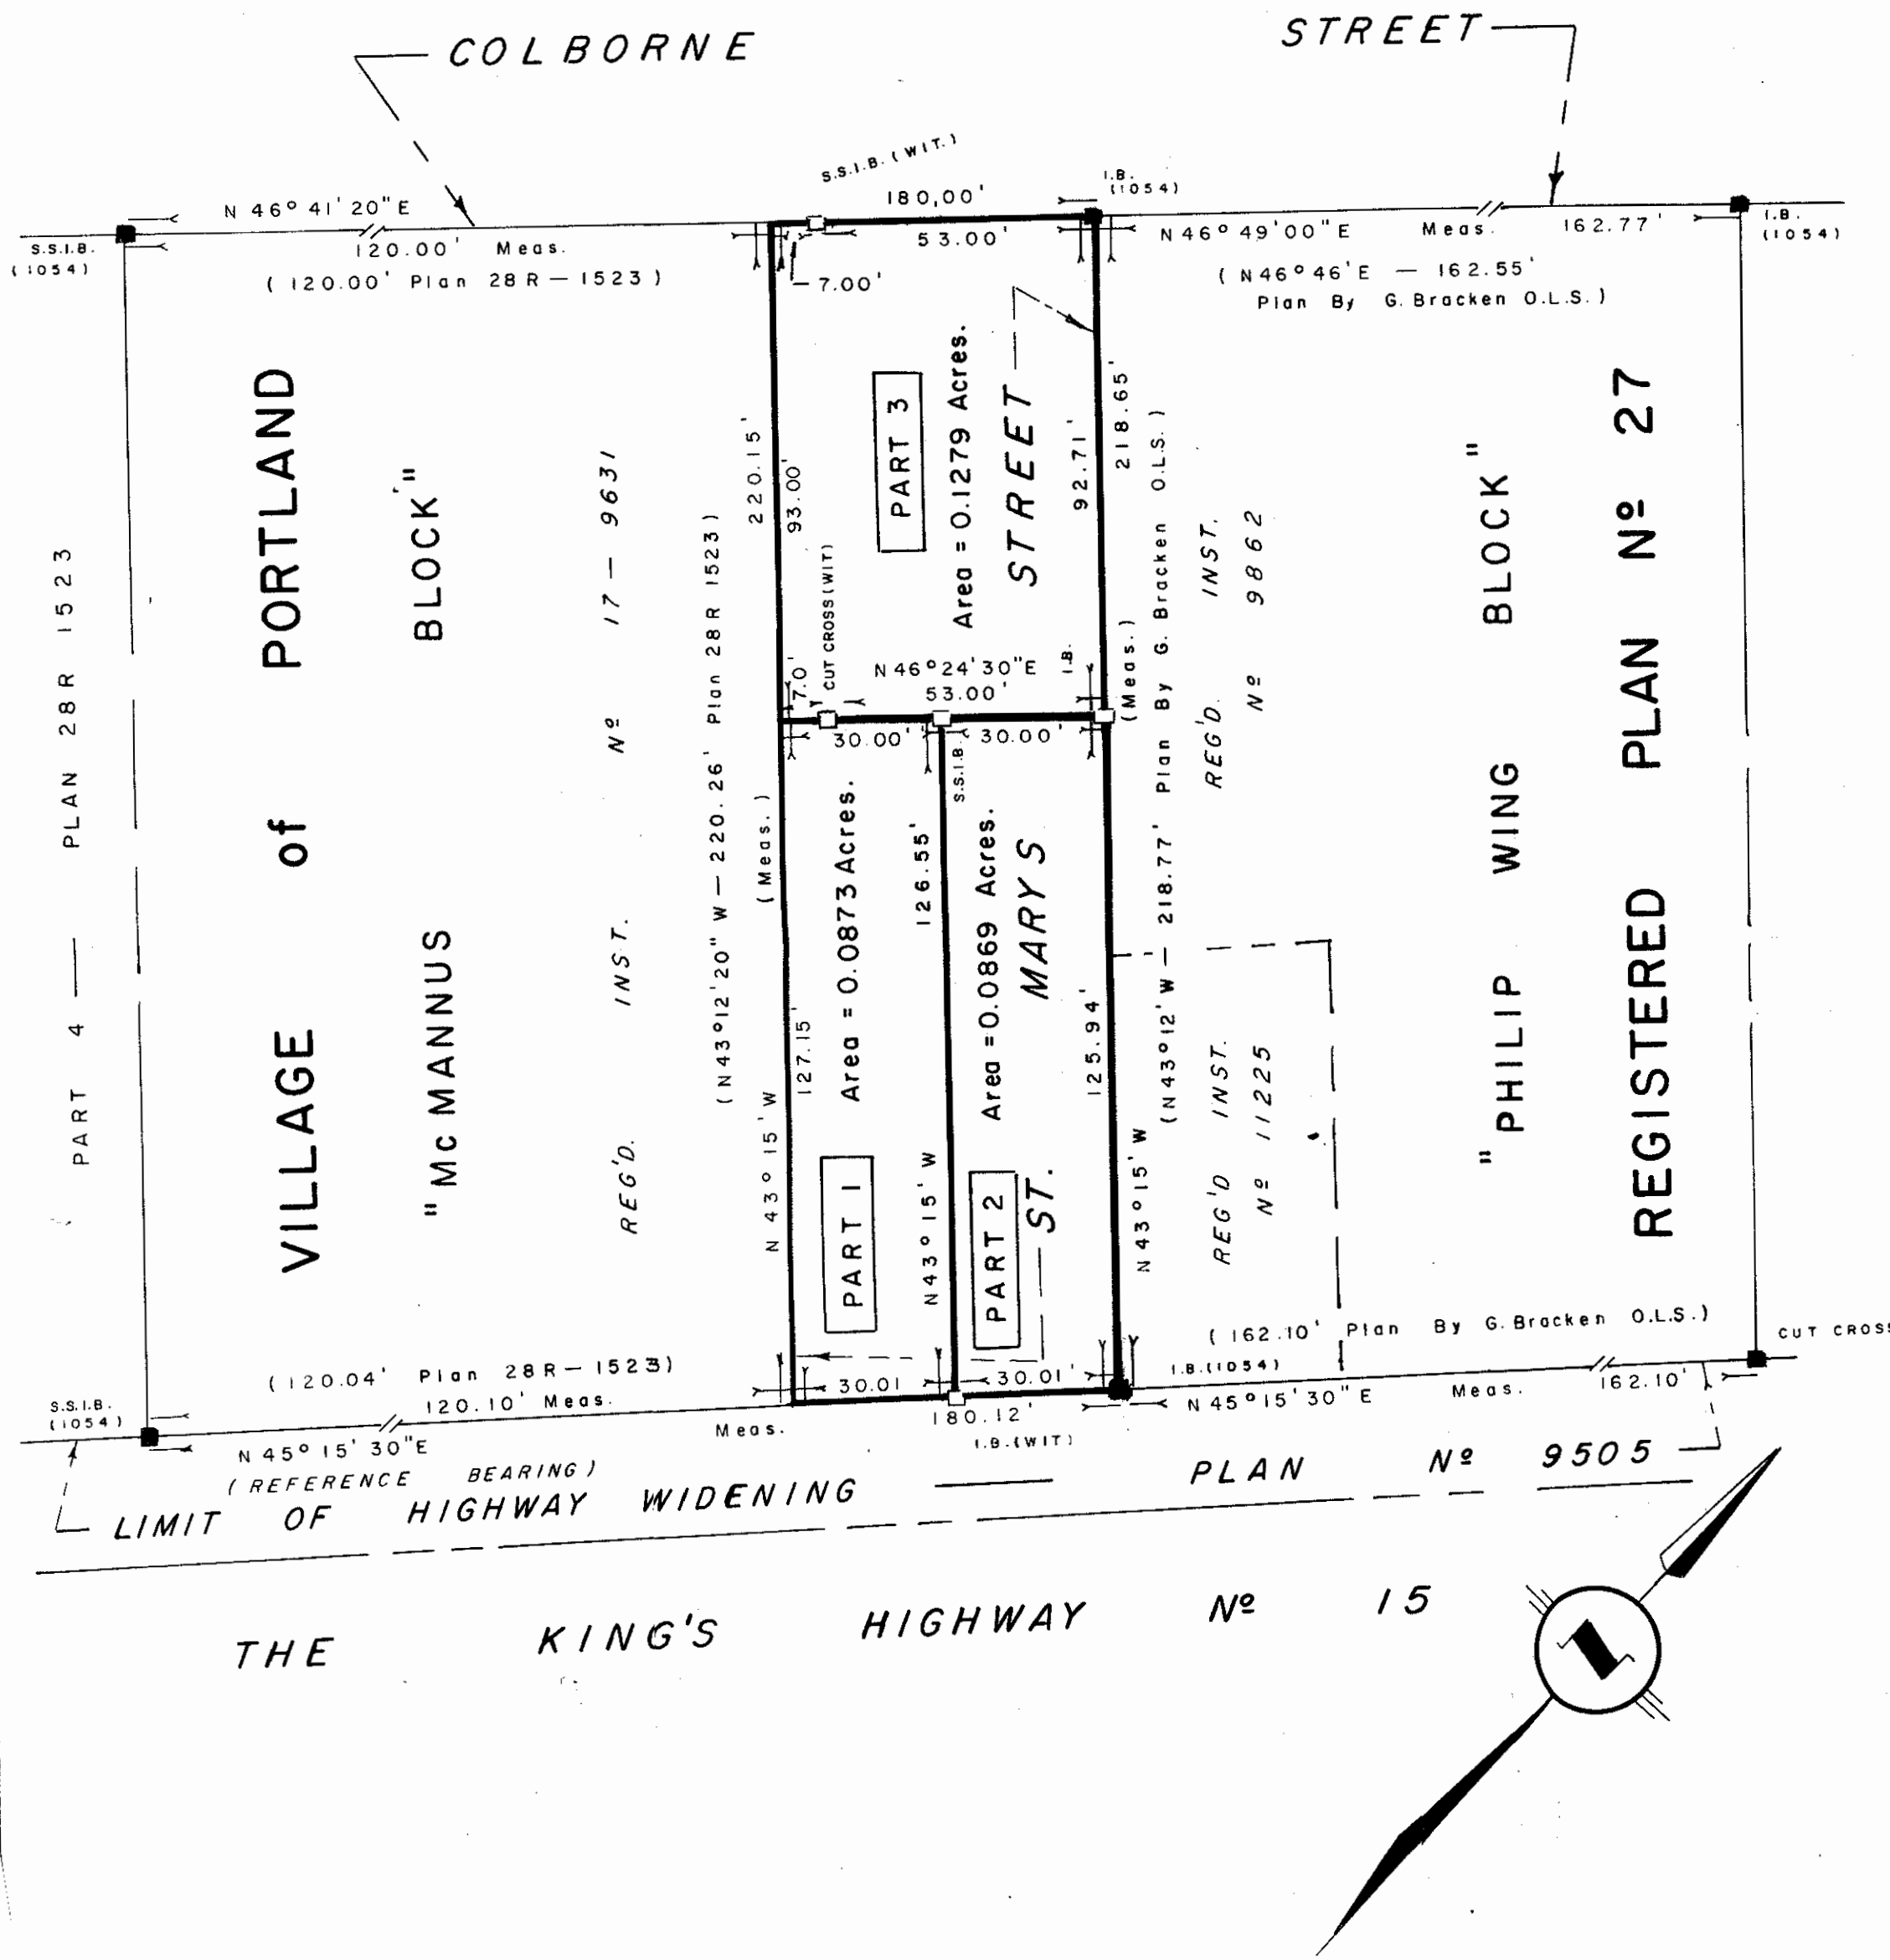 COLBORNE STREET
S.S.I.B. (WIT.)
180.00'
I.B.
(1054)
N 46° 41' 20" E
S.S.I.B.
(1054)
120.00' Meas.
(120.00' Plan 28 R — 1523)
53.00'
7.00'
N 46° 49' 00" E Meas. 162.77'
I.B.
(1054)
(N 46° 46' E — 162.55'
Plan By G. Bracken O.L.S.)
PART 4 — PLAN 28 R 1523
VILLAGE of PORTLAND
"McMANNUS BLOCK"
REG'D. INST. Nº 17 — 9631
(N 43° 12' 20" W — 220.26' Plan 28 R 1523)
N 43° 15' W (Meas.) 220.15'
93.00'
7.0'
CUT CROSS (WIT)
PART 3
Area = 0.1279 Acres.
ST. MARYS STREET
92.71'
218.65'
(Meas.)
N 46° 24' 30" E
53.00'
I.B.
30.00'
30.00'
S.S.I.B.
127.15'
PART 1
Area = 0.0873 Acres.
N 43° 15' W
126.55'
PART 2
Area = 0.0869 Acres.
125.94'
N 43° 15' W
(N 43° 12' W — 218.77' Plan By G. Bracken O.L.S.)
REG'D. INST.
Nº 9862
REG'D INST.
Nº 11225
"PHILIP WING BLOCK"
REGISTERED PLAN Nº 27
(162.10' Plan By G. Bracken O.L.S.)
CUT CROSS
(120.04' Plan 28 R — 1523)
120.10' Meas.
S.S.I.B.
(1054)
30.01
30.01'
I.B. (1054)
N 45° 15' 30" E Meas. 162.10'
180.12'
Meas.
I.B. (WIT)
N 45° 15' 30" E
(REFERENCE BEARING)
LIMIT OF HIGHWAY WIDENING — PLAN Nº 9505
THE KING'S HIGHWAY Nº 15
N